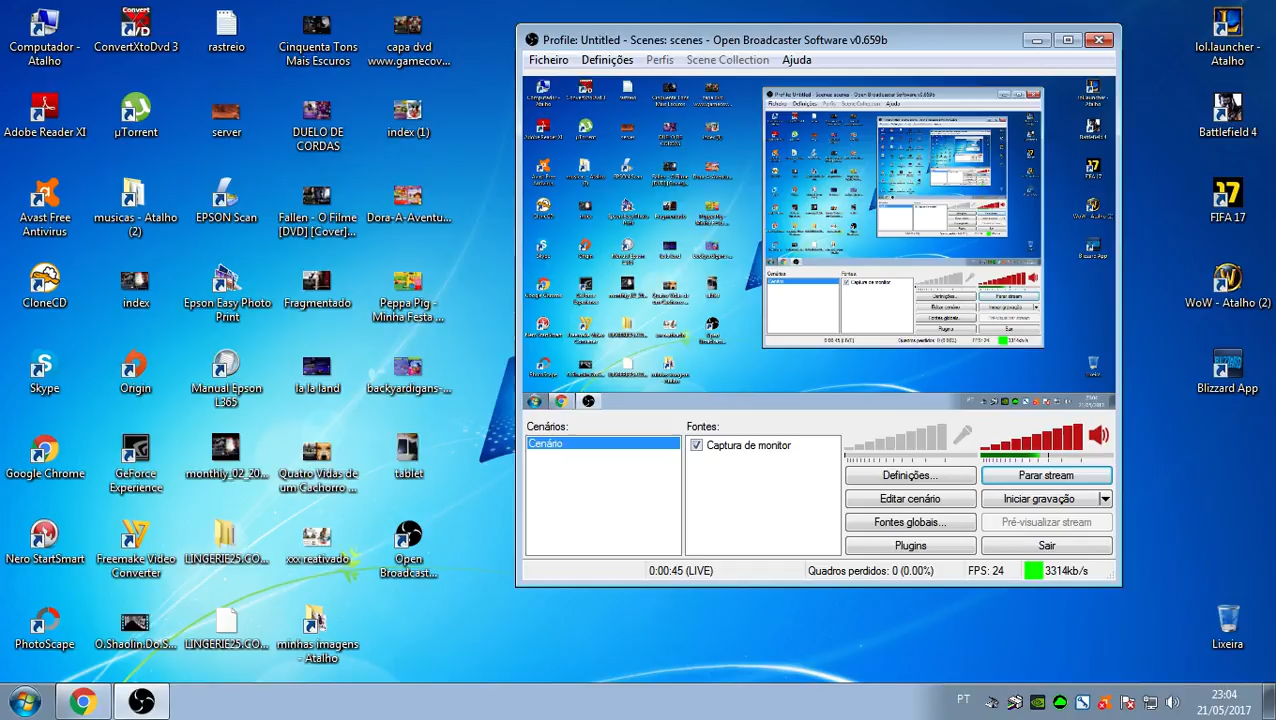 Computador -
Atalho
ConvertXtoDvd 3
rastreio
Cinquenta Tons
Mais Escuros
capa dvd
www.gamecov...
Adobe Reader XI
µTorrent
server
DUELO DE
CORDAS
index (1)
Avast Free
Antivirus
musicas - Atalho
(2)
EPSON Scan
Fallen - O Filme
[DVD] [Cover]...
Dora-A-Aventu...
CloneCD
index
Epson Easy Photo
Print
Fragmentado
Peppa Pig -
Minha Festa ...
Skype
Origin
Manual Epson
L365
la la land
backyardigans-...
Google Chrome
GeForce
Experience
monthly_02_20...
Quatro Vidas de
um Cachorro ...
tablet
Nero StartSmart
Freemake Video
Converter
LINGERIE25.CO...
xxx reativado
Open
Broadcast...
PhotoScape
O.Shaolin.Do.S...
LINGERIE25.CO...
minhas imagens
- Atalho
Profile: Untitled - Scenes: scenes - Open Broadcaster Software v0.659b
Ficheiro Definições Perfis Scene Collection Ajuda
Cenários:
Cenário
Fontes:
Captura de monitor
Definições...
Parar stream
Editar cenário
Iniciar gravação
Fontes globais...
Pré-visualizar stream
Plugins
Sair
0:00:45 (LIVE) Quadros perdidos: 0 (0.00%) FPS: 24 3314kb/s
lol.launcher -
Atalho
Battlefield 4
FIFA 17
WoW - Atalho (2)
Blizzard App
Lixeira
PT
23:04
21/05/2017